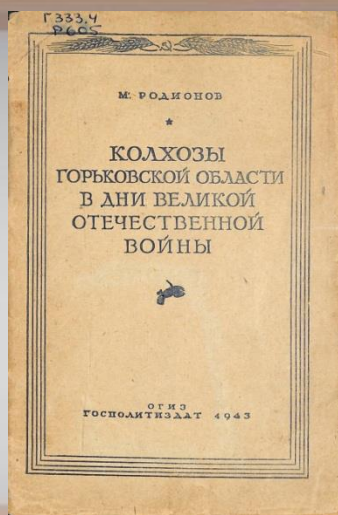 Г333.4
Р605
М. РОДИОНОВ
КОЛХОЗЫ
ГОРЬКОВСКОЙ ОБЛАСТИ
В ДНИ ВЕЛИКОЙ
ОТЕЧЕСТВЕННОЙ
ВОЙНЫ
ОГИЗ
ГОСПОЛИТИЗДАТ 1943